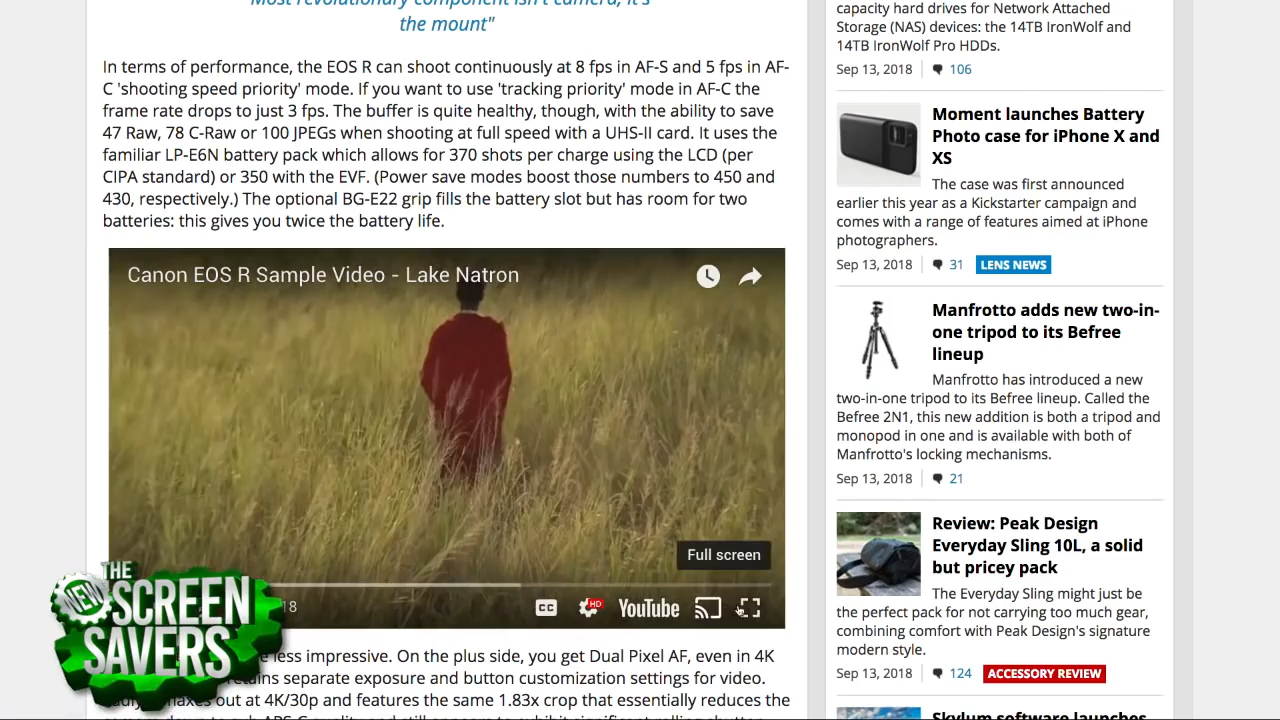 "Most revolutionary component isn't camera, it's
the mount"
In terms of performance, the EOS R can shoot continuously at 8 fps in AF-S and 5 fps in AF-
C 'shooting speed priority' mode. If you want to use 'tracking priority' mode in AF-C the
frame rate drops to just 3 fps. The buffer is quite healthy, though, with the ability to save
47 Raw, 78 C-Raw or 100 JPEGs when shooting at full speed with a UHS-II card. It uses the
familiar LP-E6N battery pack which allows for 370 shots per charge using the LCD (per
CIPA standard) or 350 with the EVF. (Power save modes boost those numbers to 450 and
430, respectively.) The optional BG-E22 grip fills the battery slot but has room for two
batteries: this gives you twice the battery life.
Canon EOS R Sample Video - Lake Natron
Full screen
18
CC
HD
YouTube
THE
NEW
SCREEN
SAVERS
less impressive. On the plus side, you get Dual Pixel AF, even in 4K
separate exposure and button customization settings for video.
out at 4K/30p and features the same 1.83x crop that essentially reduces the
capacity hard drives for Network Attached
Storage (NAS) devices: the 14TB IronWolf and
14TB IronWolf Pro HDDs.
Sep 13, 2018 106
Moment launches Battery
Photo case for iPhone X and
XS
The case was first announced
earlier this year as a Kickstarter campaign and
comes with a range of features aimed at iPhone
photographers.
Sep 13, 2018 31 LENS NEWS
Manfrotto adds new two-in-
one tripod to its Befree
lineup
Manfrotto has introduced a new
two-in-one tripod to its Befree lineup. Called the
Befree 2N1, this new addition is both a tripod and
monopod in one and is available with both of
Manfrotto's locking mechanisms.
Sep 13, 2018 21
Review: Peak Design
Everyday Sling 10L, a solid
but pricey pack
The Everyday Sling might just be
the perfect pack for not carrying too much gear,
combining comfort with Peak Design's signature
modern style.
Sep 13, 2018 124 ACCESSORY REVIEW
Skylum software launches